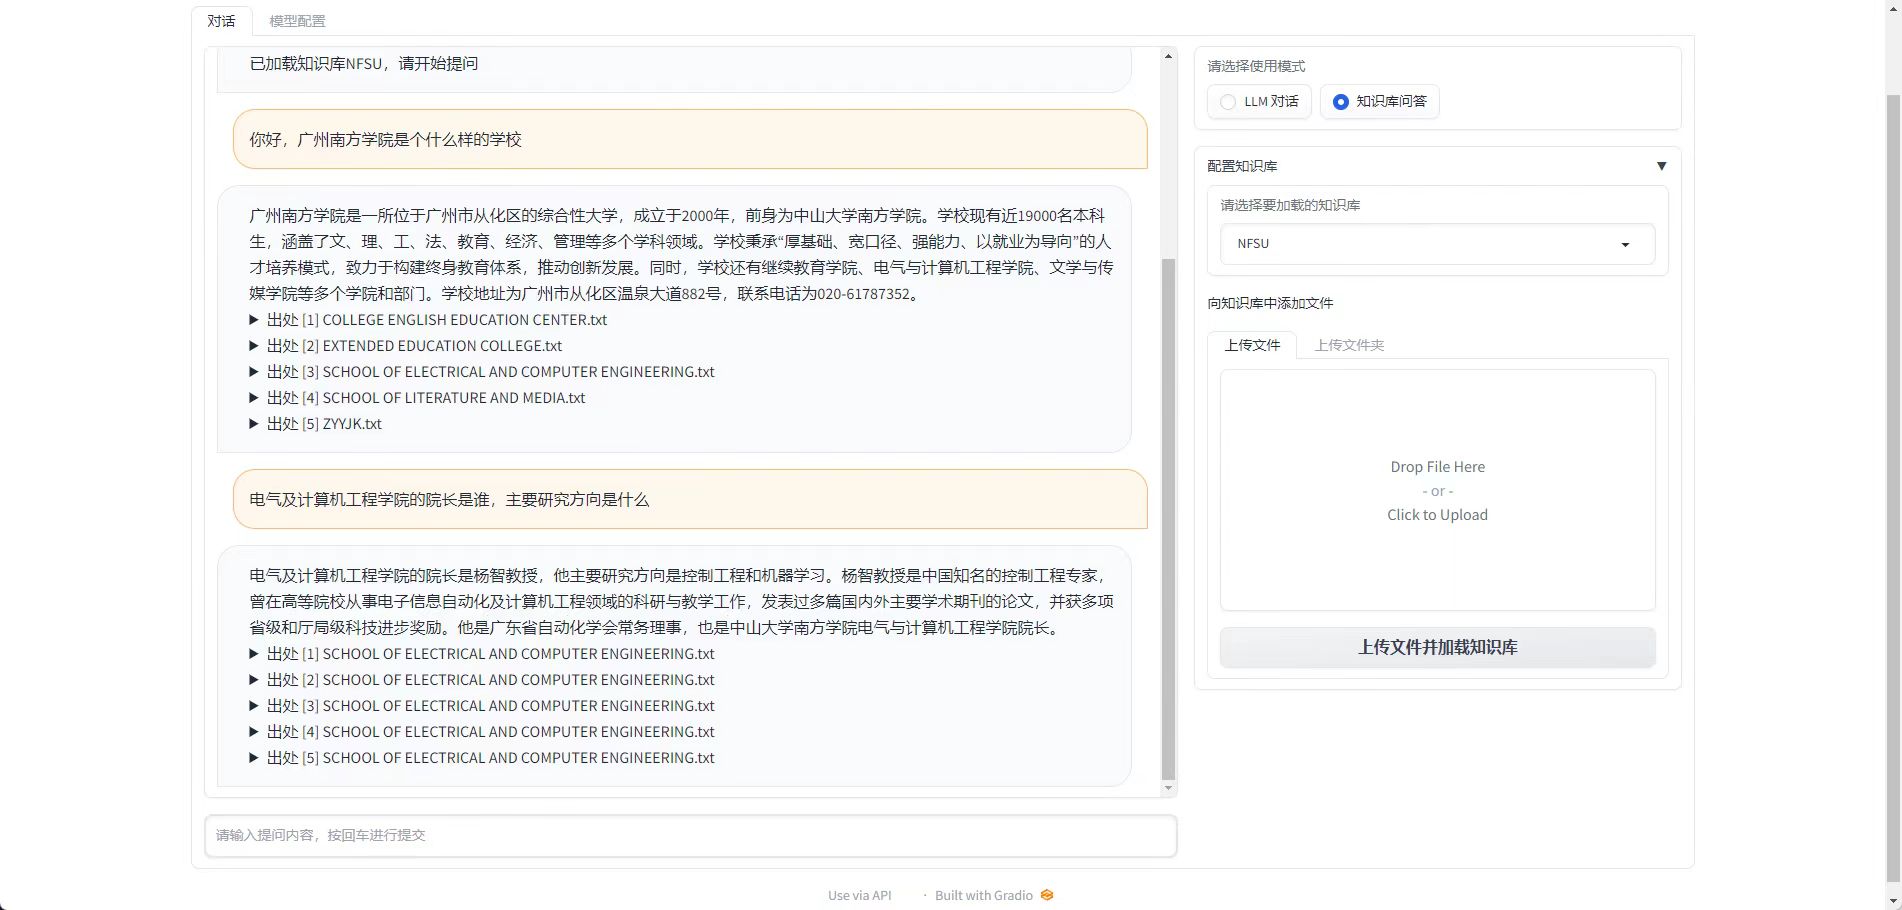 对话
模型配置
已加载知识库NFSU，请开始提问
你好，广州南方学院是个什么样的学校
广州南方学院是一所位于广州市从化区的综合性大学，成立于2000年，前身为中山大学南方学院。学校现有近19000名本科
生，涵盖了文、理、工、法、教育、经济、管理等多个学科领域。学校秉承“厚基础、宽口径、强能力、以就业为导向”的人
才培养模式，致力于构建终身教育体系，推动创新发展。同时，学校还有继续教育学院、电气与计算机工程学院、文学与传
媒学院等多个学院和部门。学校地址为广州市从化区温泉大道882号，联系电话为020-61787352。
▶ 出处 [1] COLLEGE ENGLISH EDUCATION CENTER.txt
▶ 出处 [2] EXTENDED EDUCATION COLLEGE.txt
▶ 出处 [3] SCHOOL OF ELECTRICAL AND COMPUTER ENGINEERING.txt
▶ 出处 [4] SCHOOL OF LITERATURE AND MEDIA.txt
▶ 出处 [5] ZYYJK.txt
电气及计算机工程学院的院长是谁，主要研究方向是什么
电气及计算机工程学院的院长是杨智教授，他主要研究方向是控制工程和机器学习。杨智教授是中国知名的控制工程专家，
曾在高等院校从事电子信息自动化及计算机工程领域的科研与教学工作，发表过多篇国内外主要学术期刊的论文，并获多项
省级和厅局级科技进步奖励。他是广东省自动化学会常务理事，也是中山大学南方学院电气与计算机工程学院院长。
▶ 出处 [1] SCHOOL OF ELECTRICAL AND COMPUTER ENGINEERING.txt
▶ 出处 [2] SCHOOL OF ELECTRICAL AND COMPUTER ENGINEERING.txt
▶ 出处 [3] SCHOOL OF ELECTRICAL AND COMPUTER ENGINEERING.txt
▶ 出处 [4] SCHOOL OF ELECTRICAL AND COMPUTER ENGINEERING.txt
▶ 出处 [5] SCHOOL OF ELECTRICAL AND COMPUTER ENGINEERING.txt
请输入提问内容，按回车进行提交
请选择使用模式
LLM 对话
知识库问答
配置知识库
请选择要加载的知识库
NFSU
向知识库中添加文件
上传文件
上传文件夹
Drop File Here
- or -
Click to Upload
上传文件并加载知识库
Use via API · Built with Gradio